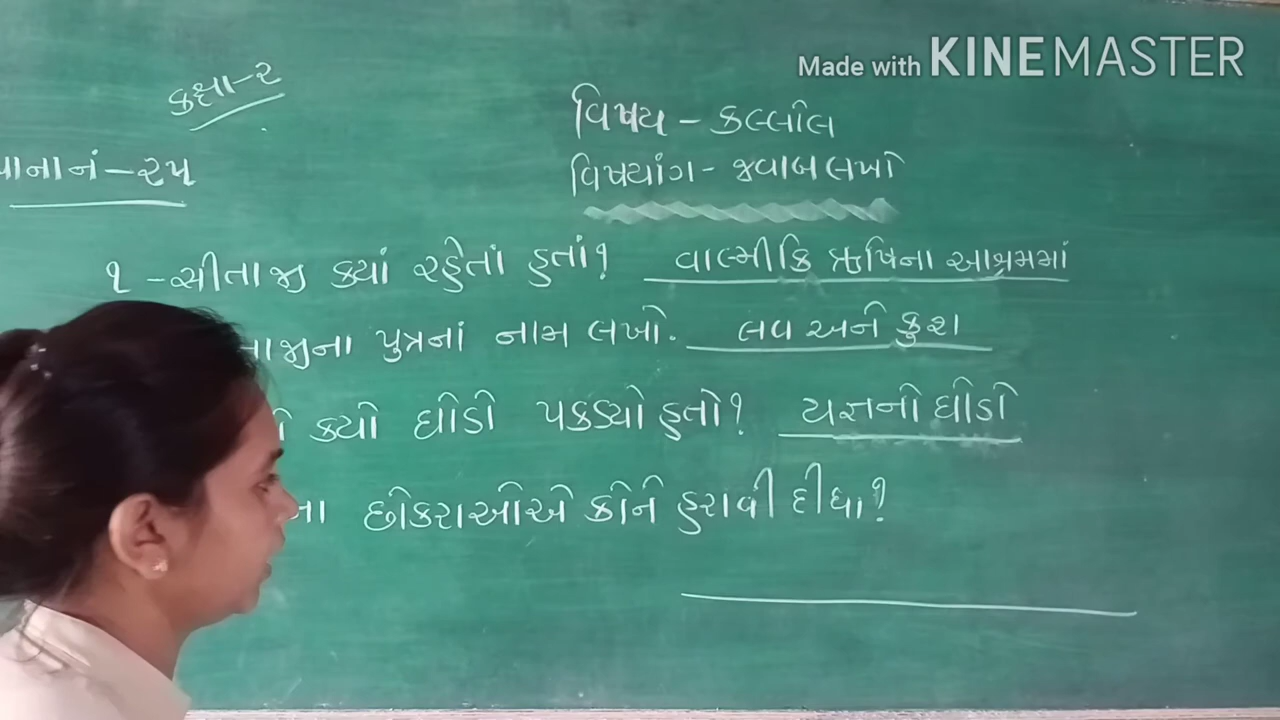 Made with KINEMASTER
કક્ષા-૨
વિષય - કલ્લોલ
પાના નં - ૨૫
વિષયાંગ - જવાબ લખો
૧ - સીતાજી ક્યાં રહેતાં હતાં? વાલ્મીકિ ઋષિના આશ્રમમાં
તાજીના પુત્રનાં નામ લખો. લવ અને કુશ
કયો ઘોડો પકડ્યો હતો? યજ્ઞનો ઘોડો
ના છોકરાઓએ કોને હરાવી દીધા?